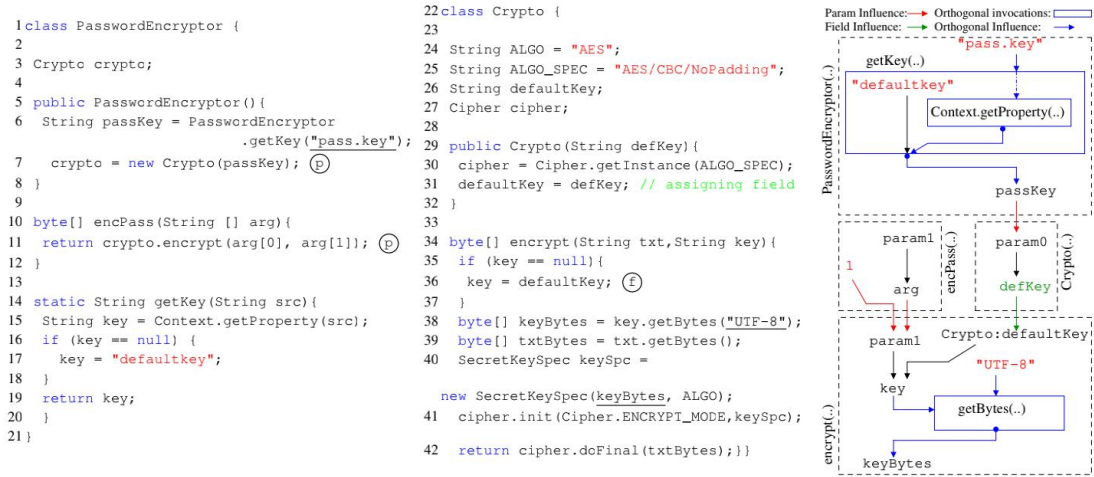 1 class PasswordEncryptor {
2
3 Crypto crypto;
4
5 public PasswordEncryptor(){
6 String passKey = PasswordEncryptor
.getKey("pass.key");
7 crypto = new Crypto(passKey); p
8 }
9
10 byte[] encPass(String [] arg){
11 return crypto.encrypt(arg[0], arg[1]); p
12 }
13
14 static String getKey(String src){
15 String key = Context.getProperty(src);
16 if (key == null) {
17 key = "defaultkey";
18 }
19 return key;
20 }
21 }
22 class Crypto {
23
24 String ALGO = "AES";
25 String ALGO_SPEC = "AES/CBC/NoPadding";
26 String defaultKey;
27 Cipher cipher;
28
29 public Crypto(String defKey){
30 cipher = Cipher.getInstance(ALGO_SPEC);
31 defaultKey = defKey; // assigning field
32 }
33
34 byte[] encrypt(String txt,String key){
35 if (key == null){
36 key = defaultKey; f
37 }
38 byte[] keyBytes = key.getBytes("UTF-8");
39 byte[] txtBytes = txt.getBytes();
40 SecretKeySpec keySpc =
new SecretKeySpec(keyBytes, ALGO);
41 cipher.init(Cipher.ENCRYPT_MODE,keySpc);
42 return cipher.doFinal(txtBytes);}}
Param Influence: Orthogonal invocations:
Field Influence: Orthogonal Influence:
PasswordEncryptor(..)
"pass.key"
getKey(..)
"defaultkey"
Context.getProperty(..)
passKey
param1
encPass(..)
param0
Crypto(..)
1
arg
defKey
encrypt(..)
param1
Crypto:defaultKey
"UTF-8"
key
getBytes(..)
keyBytes